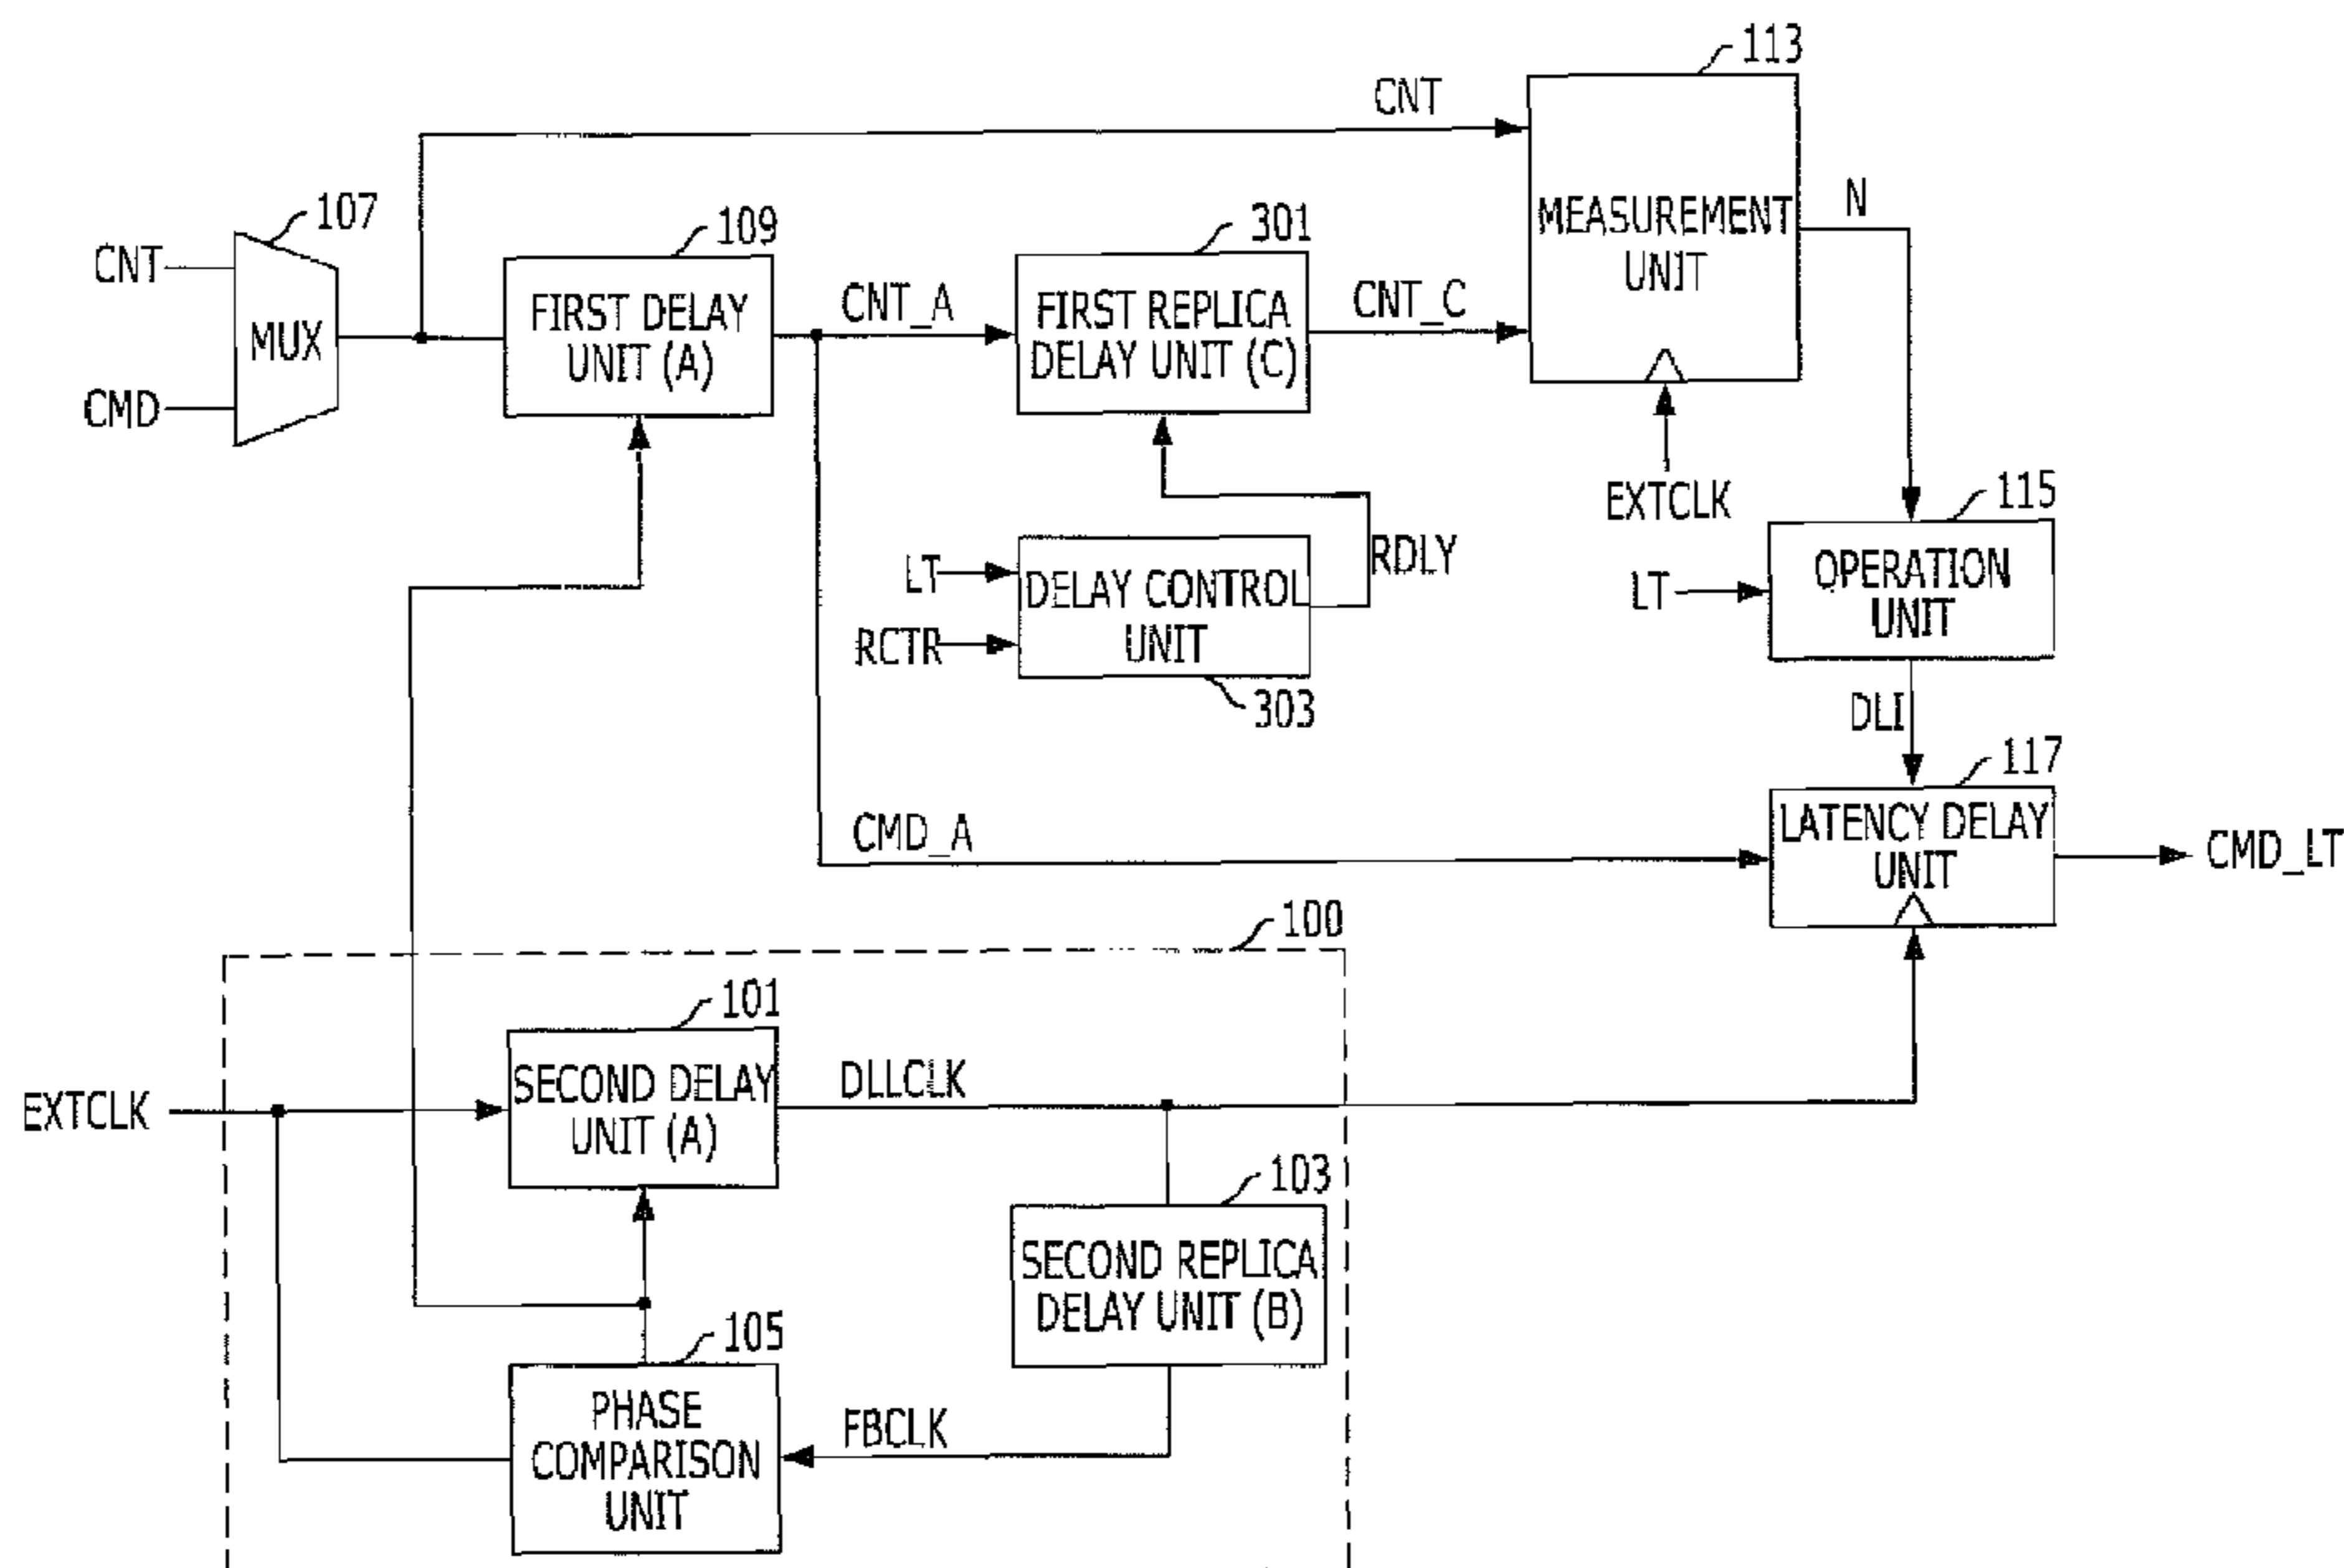 113
CNT
107
CNT
MUX
CMD
109
FIRST DELAY
UNIT (A)
CNT_A
301
FIRST REPLICA
DELAY UNIT (C)
CNT_C
MEASUREMENT
UNIT
N
EXTCLK
LT
RCTR
DELAY CONTROL
UNIT
303
RDLY
115
LT
OPERATION
UNIT
DLI
117
CMD_A
LATENCY DELAY
UNIT
CMD_LT
100
101
EXTCLK
SECOND DELAY
UNIT (A)
DLLCLK
103
SECOND REPLICA
DELAY UNIT (B)
105
PHASE
COMPARISON
UNIT
FBCLK